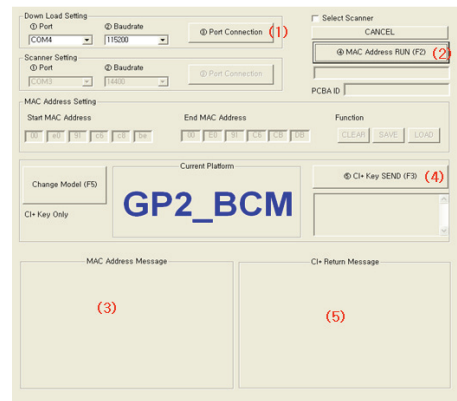 Down Load Setting
① Port
② Baudrate
COM4
115200
③ Port Connection
(1)
Select Scanner
CANCEL
④ MAC Address RUN (F2)
(2)
Scanner Setting
① Port
② Baudrate
COM3
14400
③ Port Connection
PCBA ID
MAC Address Setting
Start MAC Address
End MAC Address
Function
00 e0 91 c6 c8 be
00 E0 91 C6 CB DB
CLEAR SAVE LOAD
Current Platform
Change Model (F5)
CI+ Key Only
GP2_BCM
⑤ CI+ Key SEND (F3)
(4)
MAC Address Message
CI+ Return Message
(3)
(5)